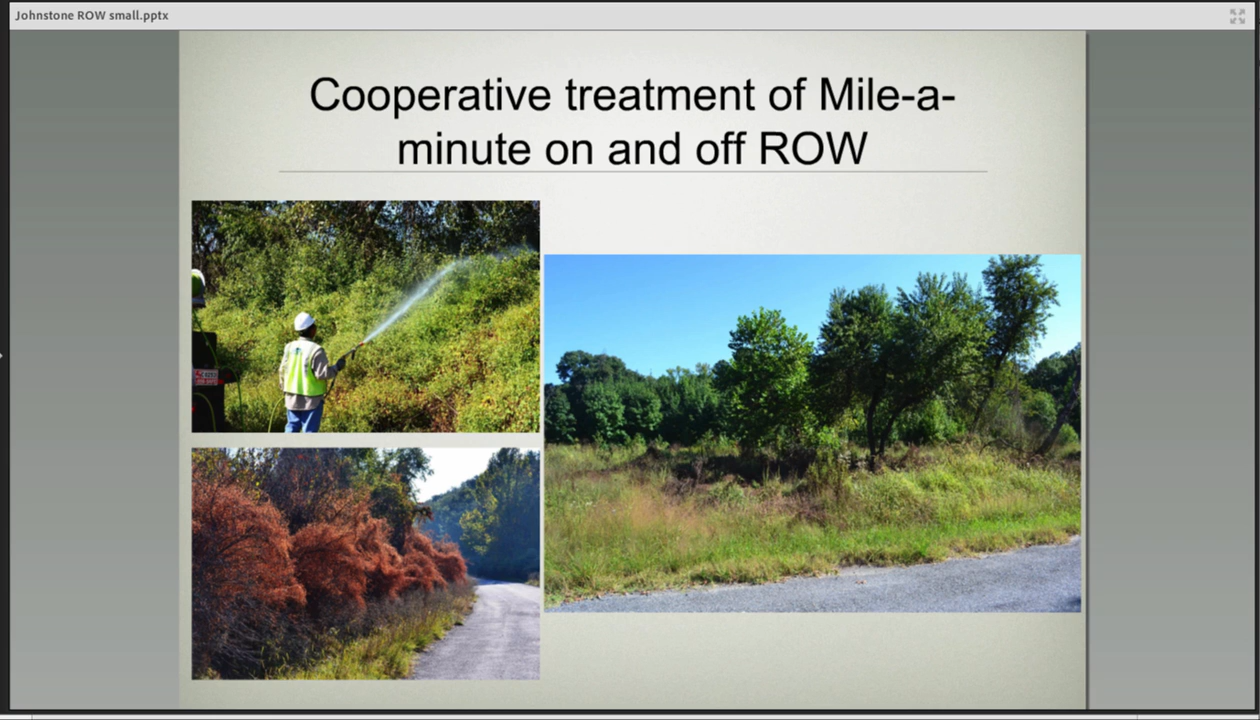 Johnstone ROW small.pptx
Cooperative treatment of Mile-a-
minute on and off ROW